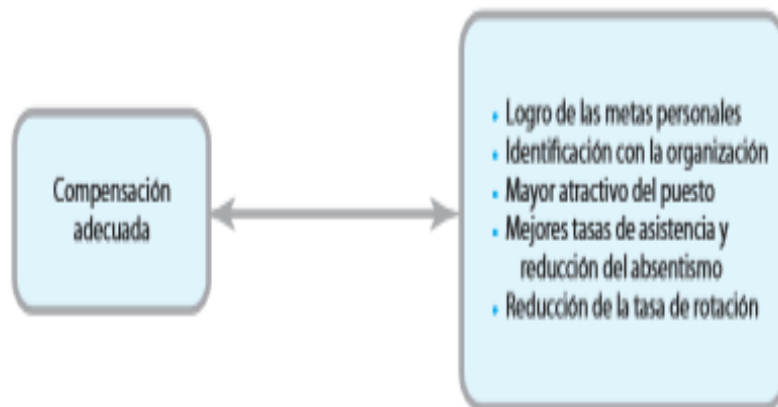 Compensación
adecuada
• Logro de las metas personales
• Identificación con la organización
• Mayor atractivo del puesto
• Mejores tasas de asistencia y
reducción del absentismo
• Reducción de la tasa de rotación